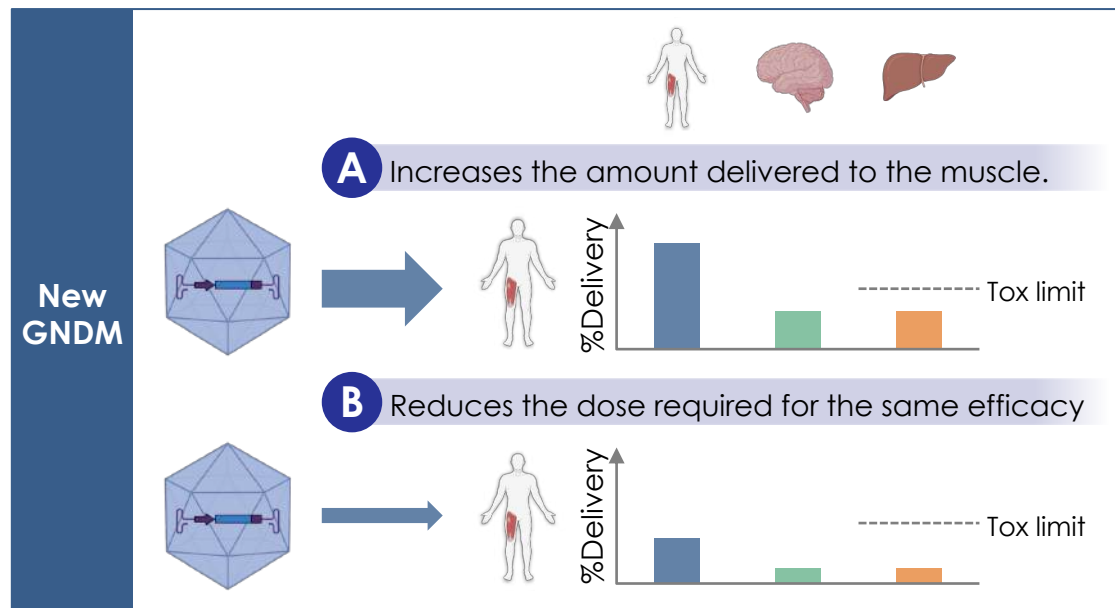 New
GNDM
A Increases the amount delivered to the muscle.
%Delivery
Tox limit
B Reduces the dose required for the same efficacy
%Delivery
Tox limit